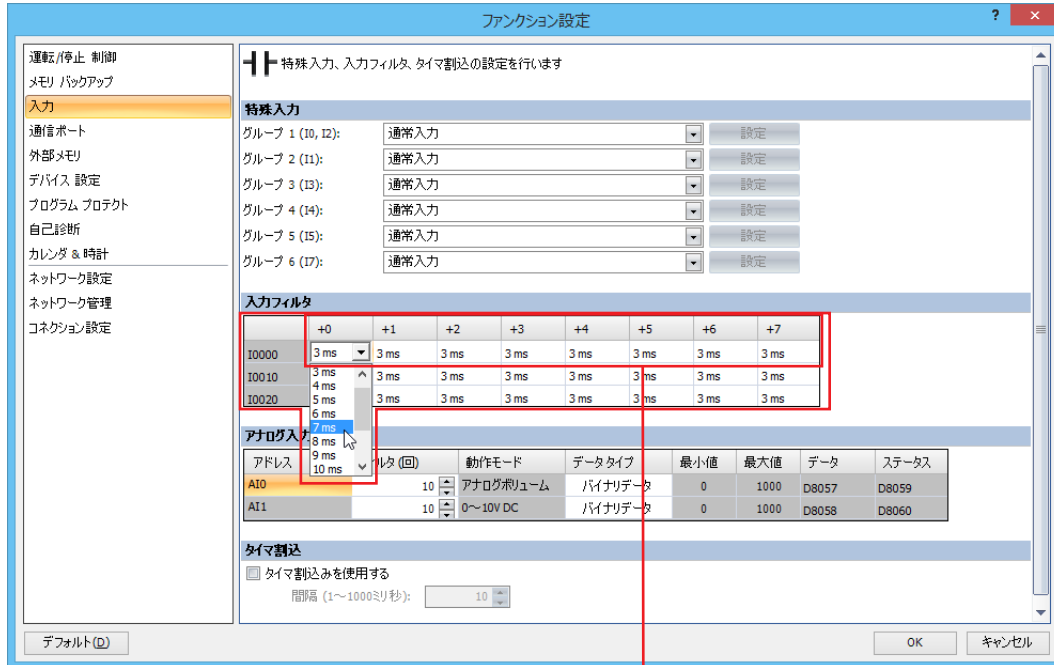 ファンクション設定
? ×
運転/停止 制御
メモリ バックアップ
入力
通信ポート
外部メモリ
デバイス 設定
プログラム プロテクト
自己診断
カレンダ & 時計
ネットワーク設定
ネットワーク管理
コネクション設定
特殊入力、入力フィルタ、タイマ割込の設定を行います
特殊入力
グループ 1 (I0, I2): 通常入力 設定
グループ 2 (I1): 通常入力 設定
グループ 3 (I3): 通常入力 設定
グループ 4 (I4): 通常入力 設定
グループ 5 (I5): 通常入力 設定
グループ 6 (I7): 通常入力 設定
入力フィルタ
+0 +1 +2 +3 +4 +5 +6 +7
I0000 3 ms 3 ms 3 ms 3 ms 3 ms 3 ms 3 ms 3 ms
I0010 3 ms 3 ms 3 ms 3 ms 3 ms 3 ms 3 ms
I0020 3 ms 3 ms 3 ms 3 ms 3 ms 3 ms 3 ms
3 ms
4 ms
5 ms
6 ms
7 ms
8 ms
9 ms
10 ms
アナログ入
アドレス ルタ (回) 動作モード データ タイプ 最小値 最大値 データ ステータス
AI0 10 アナログボリューム バイナリデータ 0 1000 D8057 D8059
AI1 10 0～10V DC バイナリデータ 0 1000 D8058 D8060
タイマ割込
タイマ割込みを使用する
間隔 (1～1000ミリ秒): 10
デフォルト(D) OK キャンセル